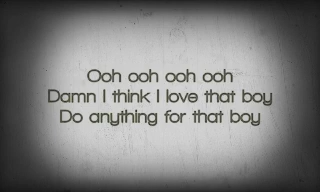 Ooh ooh ooh ooh
Damn I think I love that boy
Do anything for that boy